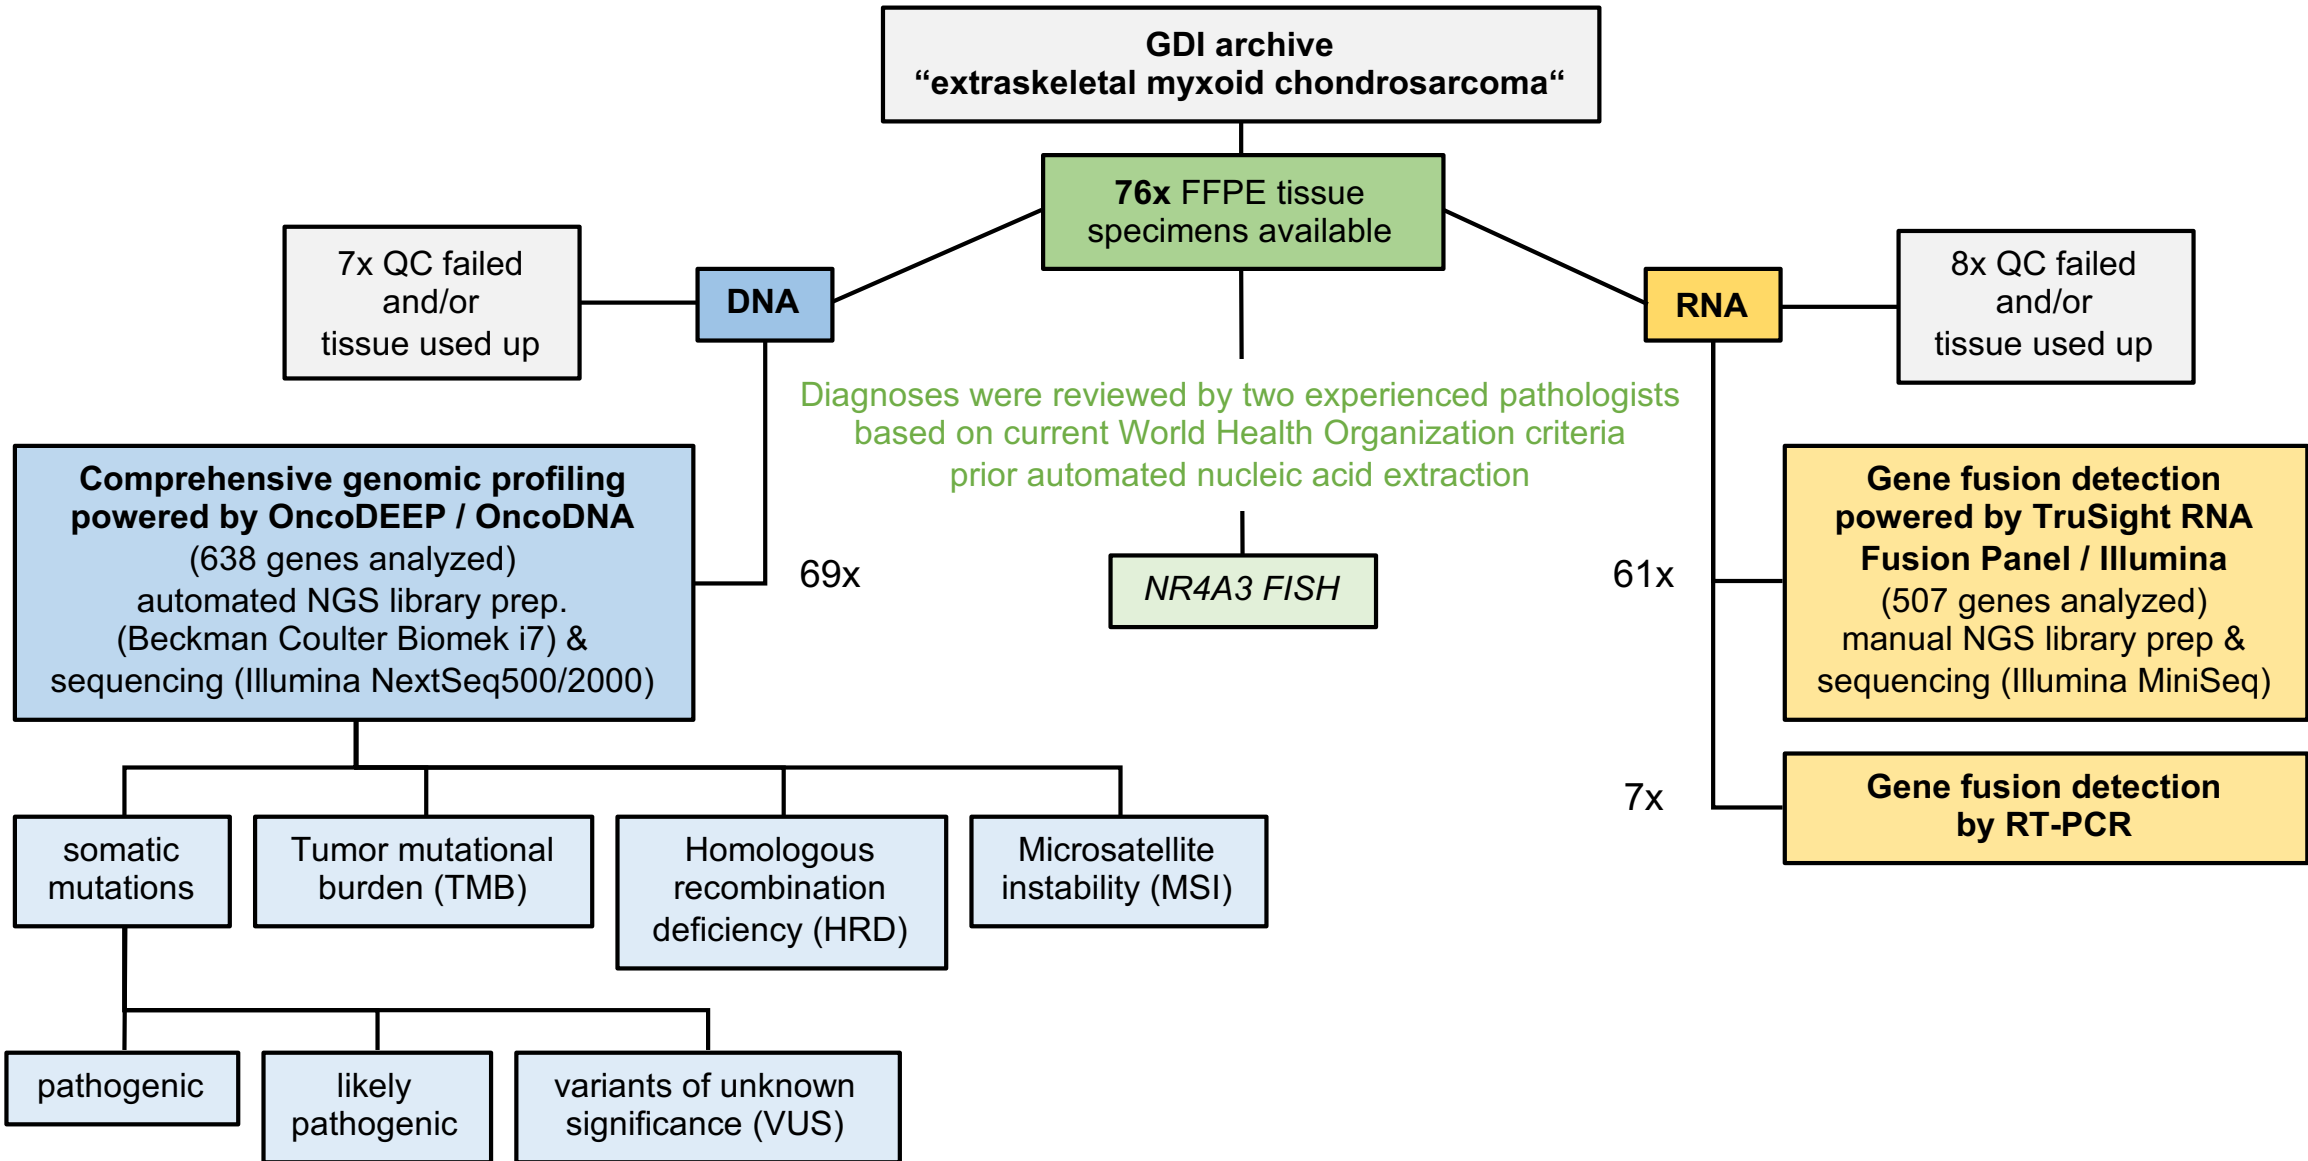 GDI archive
“extraskeletal myxoid chondrosarcoma“
76x FFPE tissue
specimens available
7x QC failed
and/or
tissue used up
DNA
RNA
8x QC failed
and/or
tissue used up
Diagnoses were reviewed by two experienced pathologists
based on current World Health Organization criteria
prior automated nucleic acid extraction
Comprehensive genomic profiling
powered by OncoDEEP / OncoDNA
(638 genes analyzed)
automated NGS library prep.
(Beckman Coulter Biomek i7) &
sequencing (Illumina NextSeq500/2000)
69x
NR4A3 FISH
61x
Gene fusion detection
powered by TruSight RNA
Fusion Panel / Illumina
(507 genes analyzed)
manual NGS library prep &
sequencing (Illumina MiniSeq)
7x
Gene fusion detection
by RT-PCR
somatic
mutations
Tumor mutational
burden (TMB)
Homologous
recombination
deficiency (HRD)
Microsatellite
instability (MSI)
pathogenic
likely
pathogenic
variants of unknown
significance (VUS)